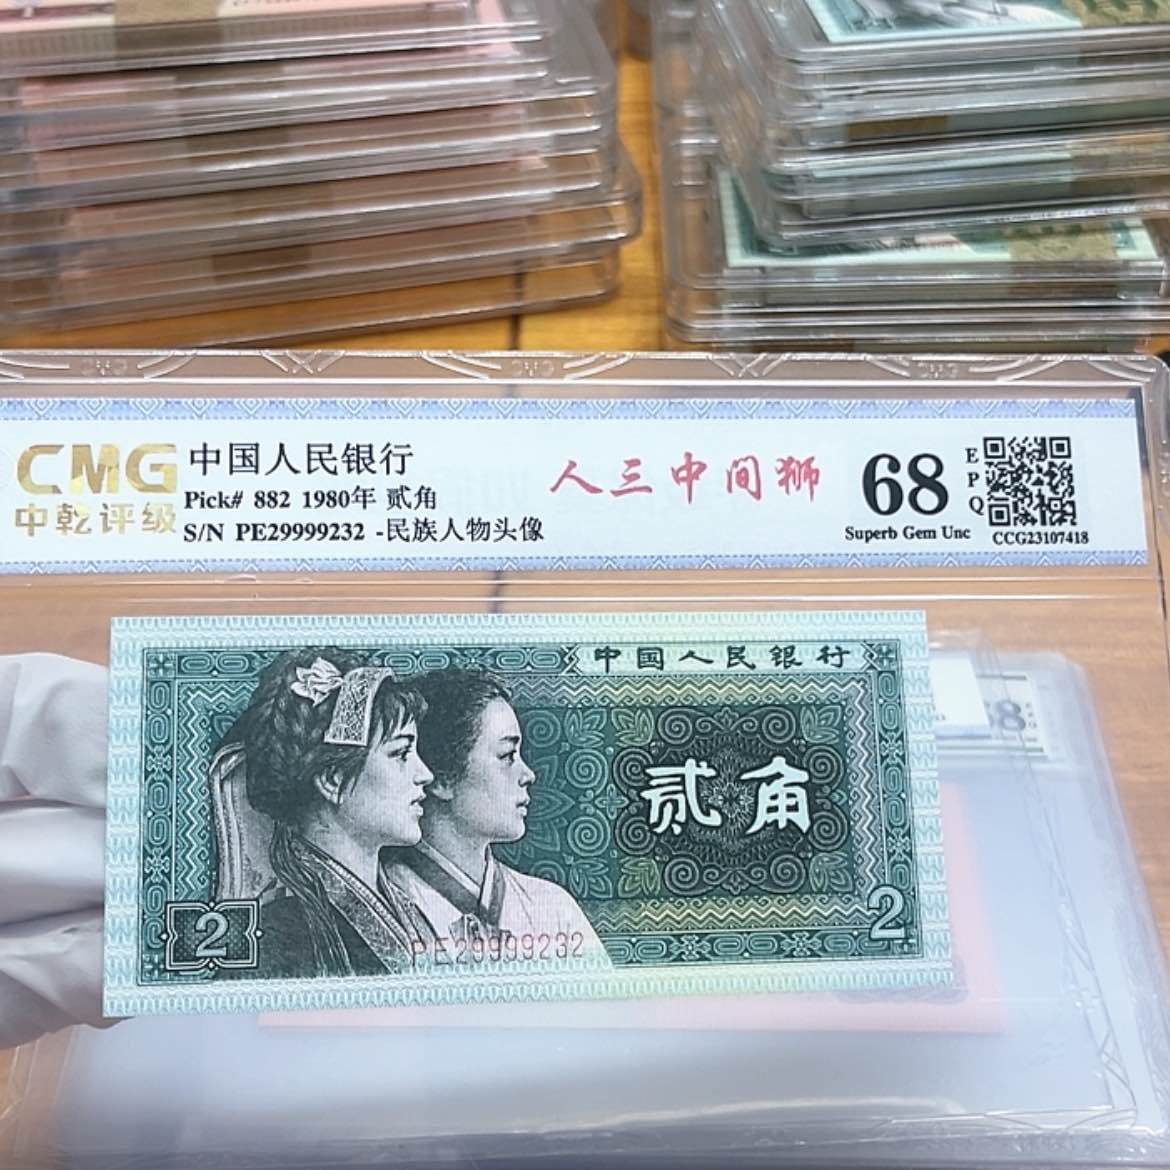 CMG
中乾评级
中国人民银行
Pick# 882 1980年 贰角
S/N PE29999232 -民族人物头像
人三中间狮
68
EPQ
Superb Gem Unc
CCG23107418
中国人民银行
贰角
2
2
PE29999232
68